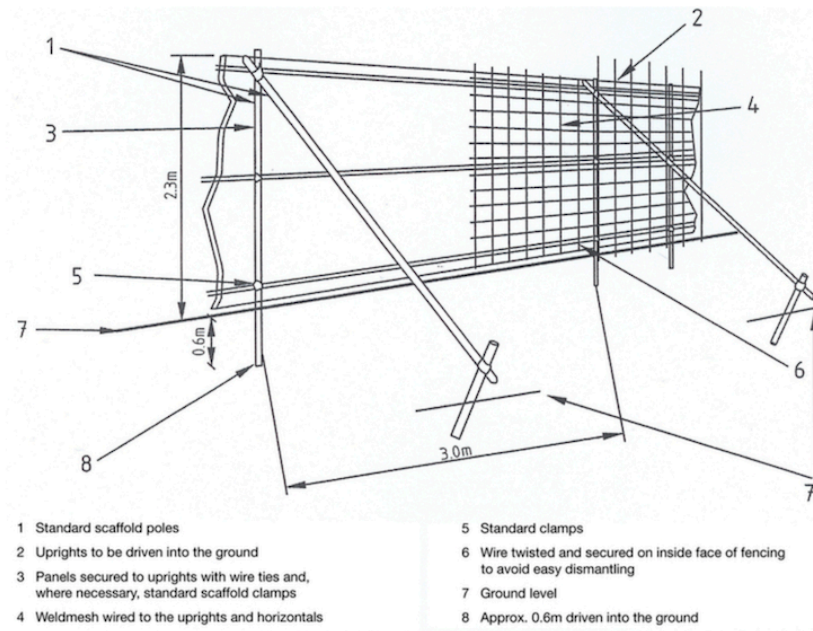 1
2
3
4
2.3m
5
7
0.6m
6
8
3.0m
7
1 Standard scaffold poles
2 Uprights to be driven into the ground
3 Panels secured to uprights with wire ties and,
where necessary, standard scaffold clamps
4 Weldmesh wired to the uprights and horizontals
5 Standard clamps
6 Wire twisted and secured on inside face of fencing
to avoid easy dismantling
7 Ground level
8 Approx. 0.6m driven into the ground